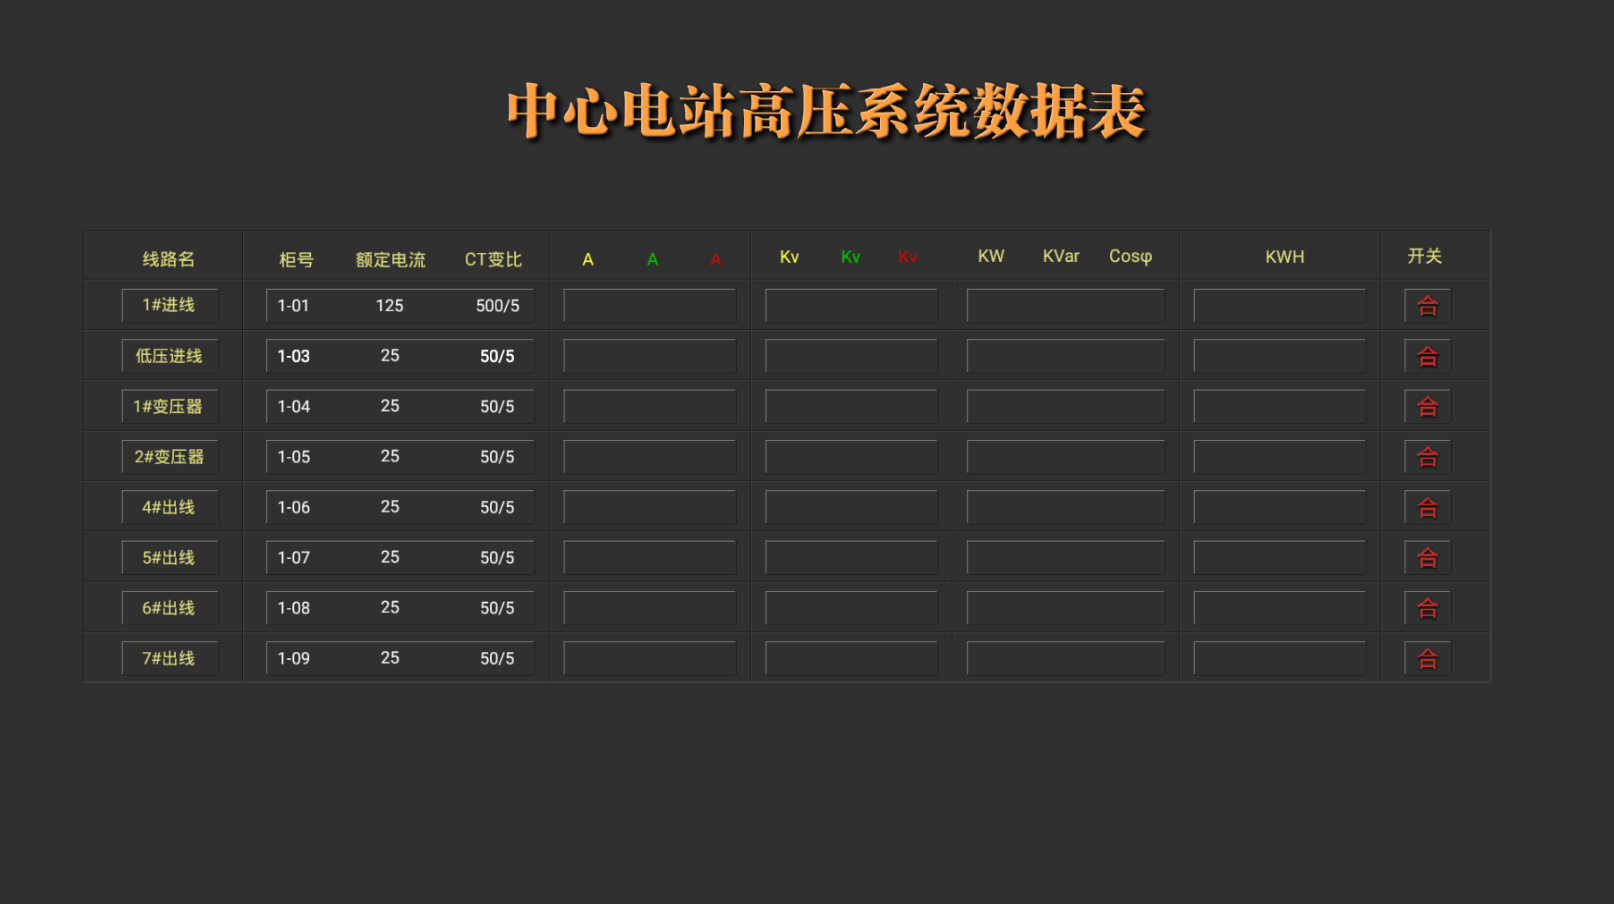 中心电站高压系统数据表
线路名 柜号 额定电流 CT变比 A A A Kv Kv Kv KW KVar Cosφ KWH 开关
1#进线 1-01 125 500/5 合
低压进线 1-03 25 50/5 合
1#变压器 1-04 25 50/5 合
2#变压器 1-05 25 50/5 合
4#出线 1-06 25 50/5 合
5#出线 1-07 25 50/5 合
6#出线 1-08 25 50/5 合
7#出线 1-09 25 50/5 合